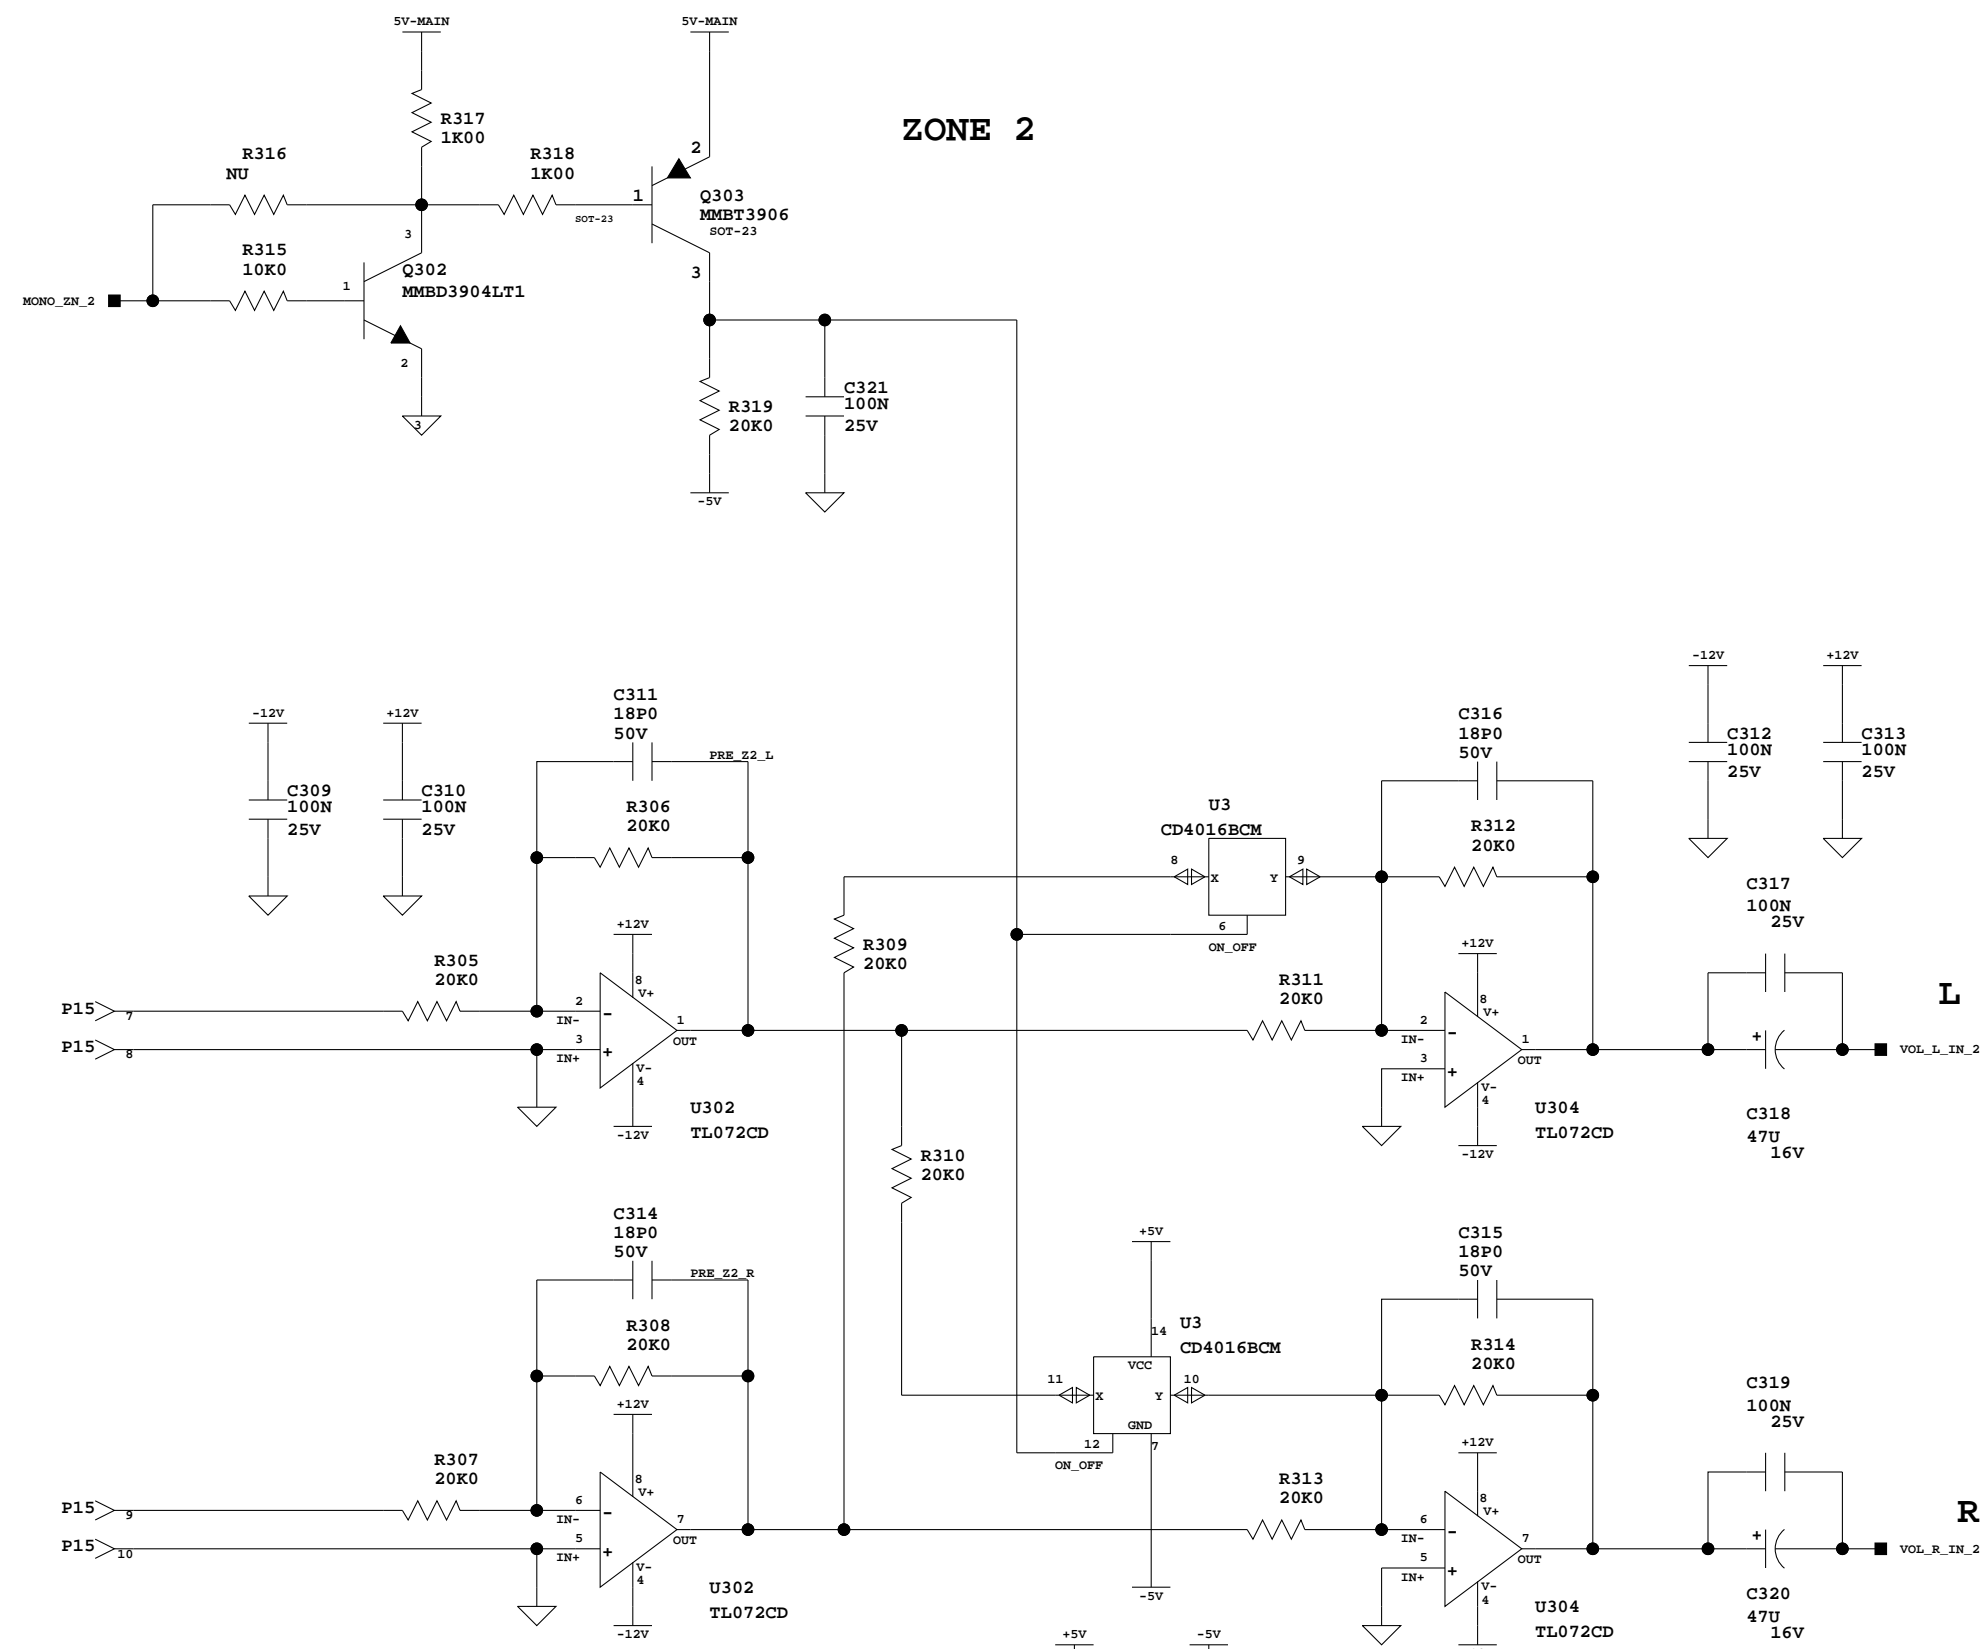 5V-MAIN
5V-MAIN
ZONE 2
R317
1K00
R316
NU
R318
1K00
2
1
SOT-23
Q303
MMBT3906
SOT-23
3
R315
10K0
3
Q302
MMBD3904LT1
1
MONO_ZN_2
2
3
3
R319
20K0
C321
100N
25V
-5V
-12V
+12V
C312
100N
25V
C313
100N
25V
-12V
+12V
C309
100N
25V
C310
100N
25V
C311
18P0
50V
PRE_Z2_L
R306
20K0
C316
18P0
50V
R312
20K0
U3
CD4016BCM
8
X
Y
9
6
ON_OFF
C317
100N
25V
R309
20K0
+12V
8
V+
R305
20K0
P15
7
2
IN-
-
P15
8
3
IN+
+
1
OUT
V-
4
-12V
U302
TL072CD
R311
20K0
+12V
8
V+
2
IN-
-
3
IN+
+
1
OUT
V-
4
-12V
U304
TL072CD
L
+
VOL_L_IN_2
C318
47U
16V
R310
20K0
C314
18P0
50V
PRE_Z2_R
R308
20K0
+5V
14
U3
CD4016BCM
VCC
11
X
Y
10
GND
12
7
ON_OFF
-5V
C315
18P0
50V
R314
20K0
C319
100N
25V
+12V
8
V+
R307
20K0
P15
9
6
IN-
-
P15
10
5
IN+
+
7
OUT
V-
4
-12V
U302
TL072CD
R313
20K0
+12V
8
V+
6
IN-
-
5
IN+
+
7
OUT
V-
4
U304
TL072CD
R
+
VOL_R_IN_2
C320
47U
16V
+5V
-5V